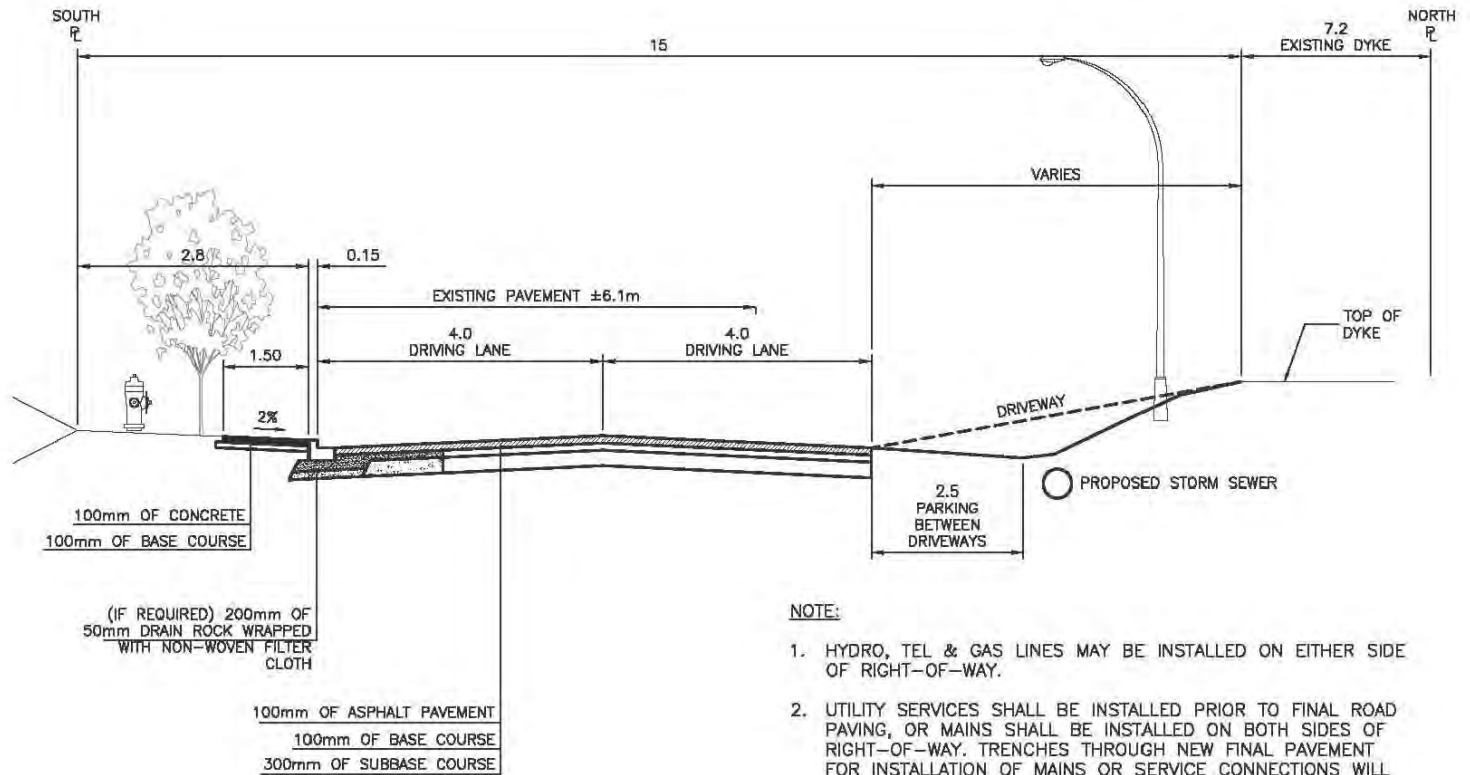 SOUTH
PL
15
7.2
EXISTING DYKE
NORTH
PL
VARIES
2.8
0.15
EXISTING PAVEMENT ±6.1m
4.0
DRIVING LANE
4.0
DRIVING LANE
1.50
TOP OF
DYKE
2%
DRIVEWAY
PROPOSED STORM SEWER
2.5
PARKING
BETWEEN
DRIVEWAYS
100mm OF CONCRETE
100mm OF BASE COURSE
(IF REQUIRED) 200mm OF
50mm DRAIN ROCK WRAPPED
WITH NON-WOVEN FILTER
CLOTH
100mm OF ASPHALT PAVEMENT
100mm OF BASE COURSE
300mm OF SUBBASE COURSE
NOTE:
1. HYDRO, TEL & GAS LINES MAY BE INSTALLED ON EITHER SIDE
OF RIGHT-OF-WAY.
2. UTILITY SERVICES SHALL BE INSTALLED PRIOR TO FINAL ROAD
PAVING, OR MAINS SHALL BE INSTALLED ON BOTH SIDES OF
RIGHT-OF-WAY. TRENCHES THROUGH NEW FINAL PAVEMENT
FOR INSTALLATION OF MAINS OR SERVICE CONNECTIONS WILL